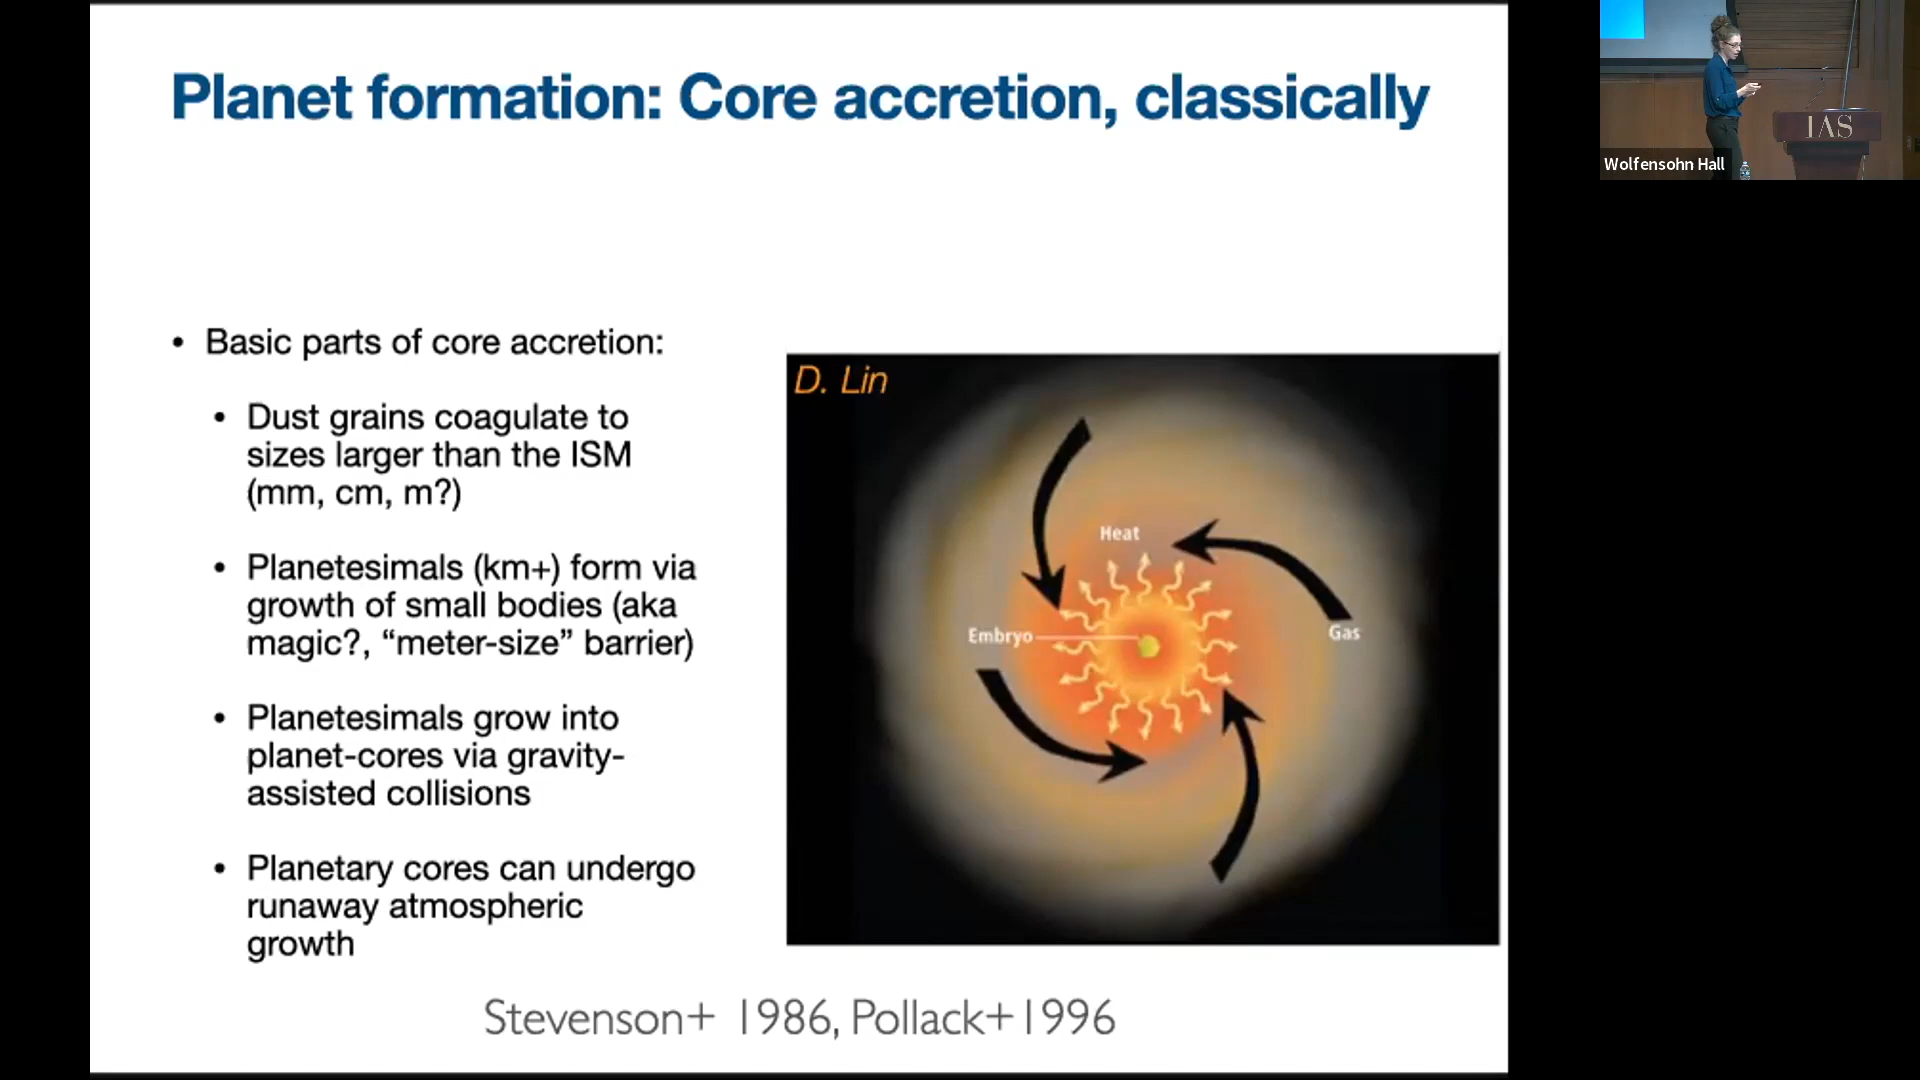 Planet formation: Core accretion, classically
• Basic parts of core accretion:
• Dust grains coagulate to
sizes larger than the ISM
(mm, cm, m?)
• Planetesimals (km+) form via
growth of small bodies (aka
magic?, “meter-size” barrier)
• Planetesimals grow into
planet-cores via gravity-
assisted collisions
• Planetary cores can undergo
runaway atmospheric
growth
D. Lin
Heat
Embryo
Gas
Stevenson+ 1986, Pollack+1996
IAS
Wolfensohn Hall